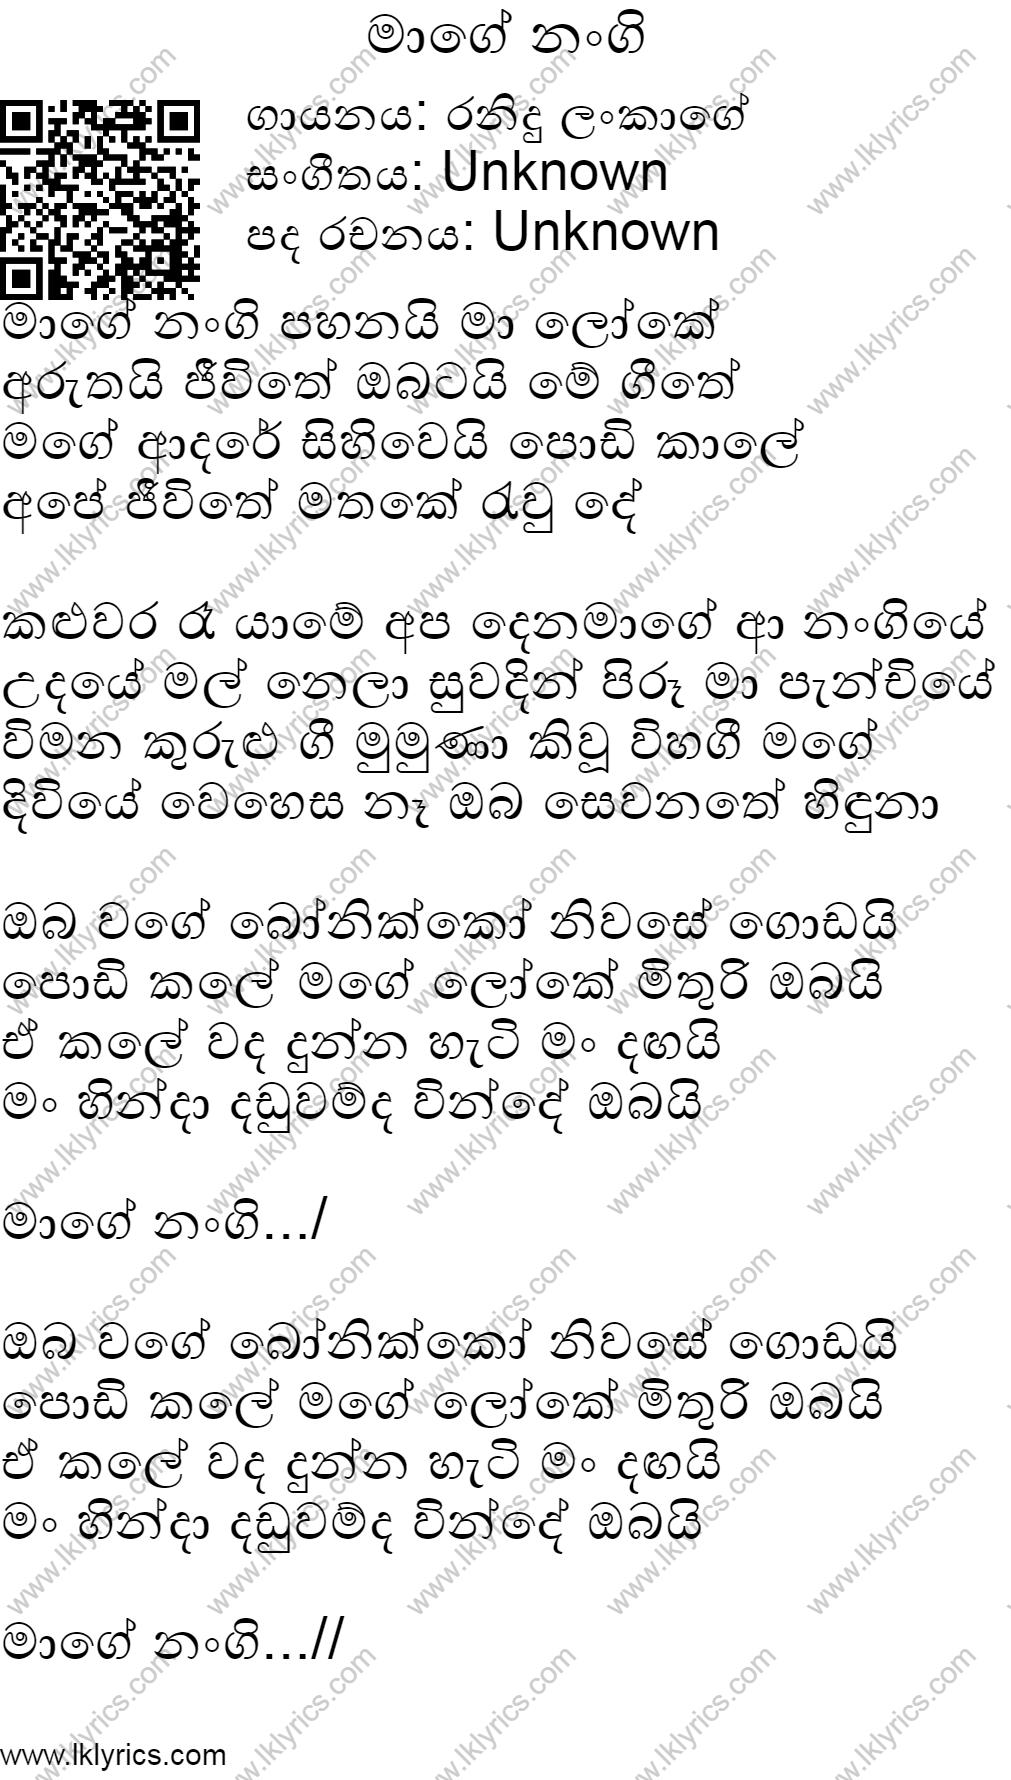 මාගේ නංගි
ගායනය: රනිදු ලංකාගේ
සංගීතය: Unknown
පද රචනය: Unknown
මාගේ නංගි පහනයි මා ලෝකේ
අරුතයි ජීවිතේ ඔබටයි මේ ගීතේ
මගේ ආදරේ සිහිවෙයි පොඩි කාලේ
අපේ ජීවිතේ මතකේ රැවු දේ
කළුවර රෑ යාමේ අප දෙනමාගේ ආ නංගියේ
උදයේ මල් නෙලා සුවදින් පිරූ මා පැන්චියේ
විමන කුරුළු ගී මුමුණා කිවූ විහගී මගේ
දිවියේ වෙහෙස නෑ ඔබ සෙවනතේ හිඳුනා
ඔබ වගේ බෝනික්කෝ නිවසේ ගොඩයි
පොඩි කලේ මගේ ලෝකේ මිතුරි ඔබයි
ඒ කලේ වද දුන්න හැටි මං දඟයි
මං හින්දා දඩුවම්ද වින්දේ ඔබයි
මාගේ නංගි.../
ඔබ වගේ බෝනික්කෝ නිවසේ ගොඩයි
පොඩි කලේ මගේ ලෝකේ මිතුරි ඔබයි
ඒ කලේ වද දුන්න හැටි මං දඟයි
මං හින්දා දඩුවම්ද වින්දේ ඔබයි
මාගේ නංගි...//
www.lklyrics.com